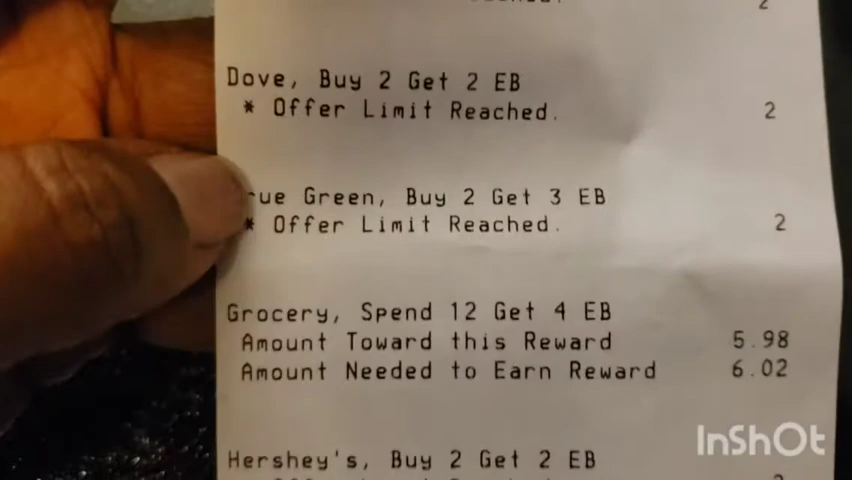 2
Dove, Buy 2 Get 2 EB
* Offer Limit Reached. 2
rue Green, Buy 2 Get 3 EB
* Offer Limit Reached. 2
Grocery, Spend 12 Get 4 EB
Amount Toward this Reward 5.98
Amount Needed to Earn Reward 6.02
Hershey's, Buy 2 Get 2 EB
InShOt